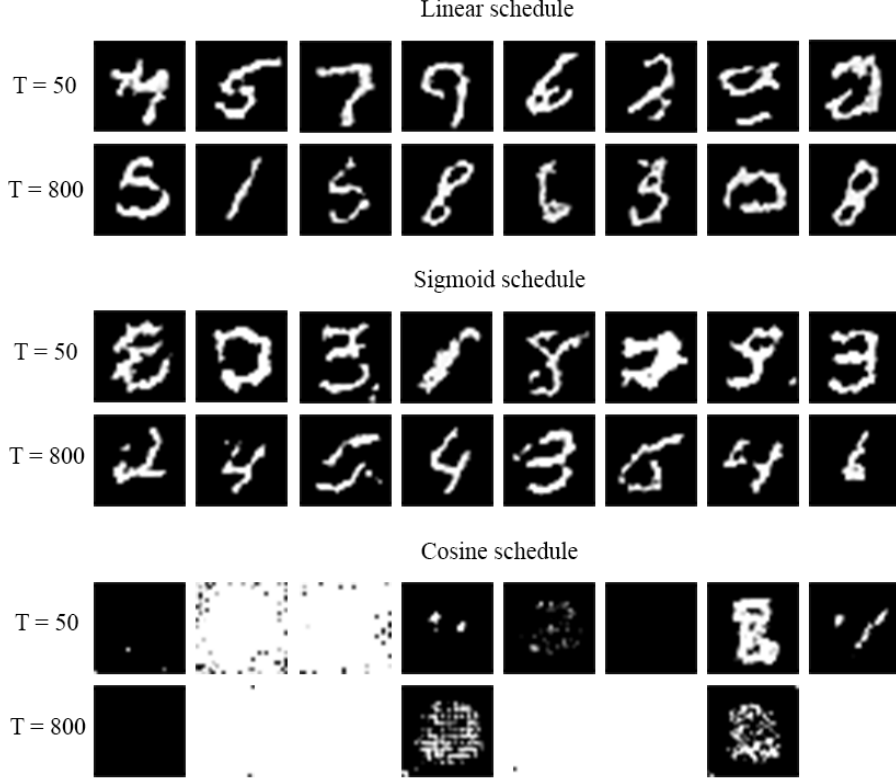 Linear schedule
T = 50
T = 800
Sigmoid schedule
T = 50
T = 800
Cosine schedule
T = 50
T = 800